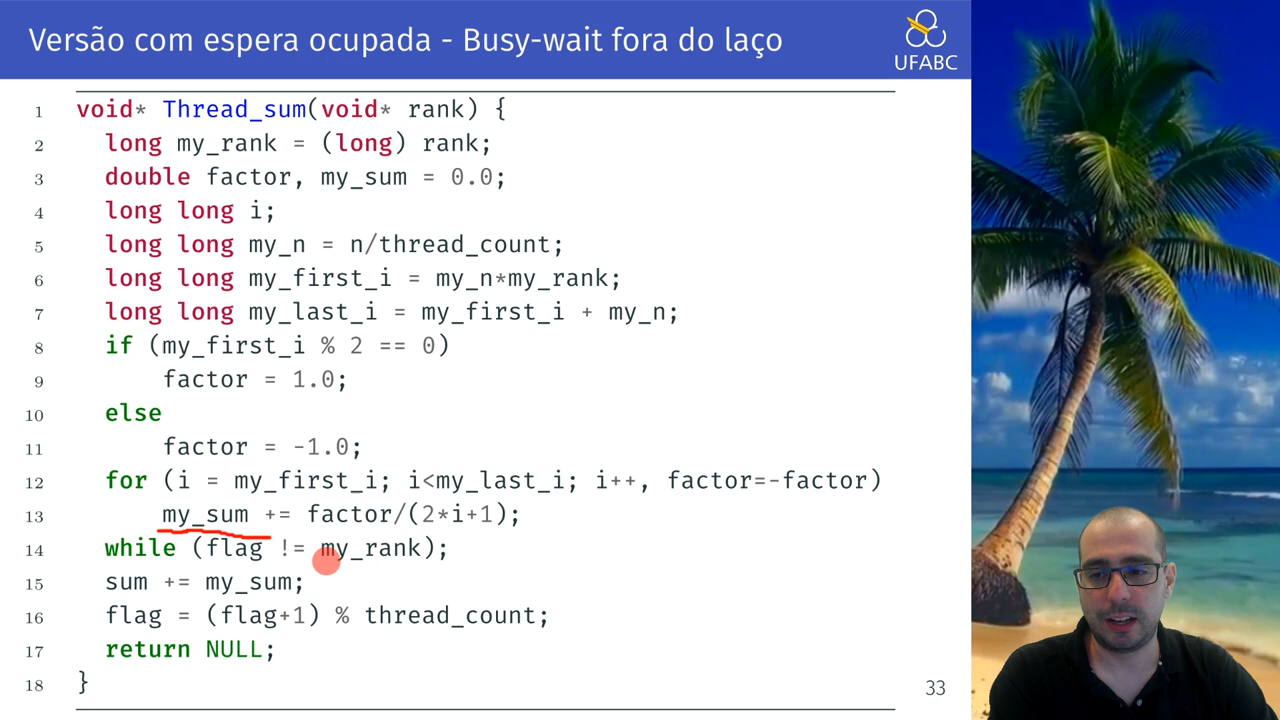 Versão com espera ocupada - Busy-wait fora do laço
UFABC
1 void* Thread_sum(void* rank) {
2 long my_rank = (long) rank;
3 double factor, my_sum = 0.0;
4 long long i;
5 long long my_n = n/thread_count;
6 long long my_first_i = my_n*my_rank;
7 long long my_last_i = my_first_i + my_n;
8 if (my_first_i % 2 == 0)
9 factor = 1.0;
10 else
11 factor = -1.0;
12 for (i = my_first_i; i<my_last_i; i++, factor=-factor)
13 my_sum += factor/(2*i+1);
14 while (flag != my_rank);
15 sum += my_sum;
16 flag = (flag+1) % thread_count;
17 return NULL;
18 }
33